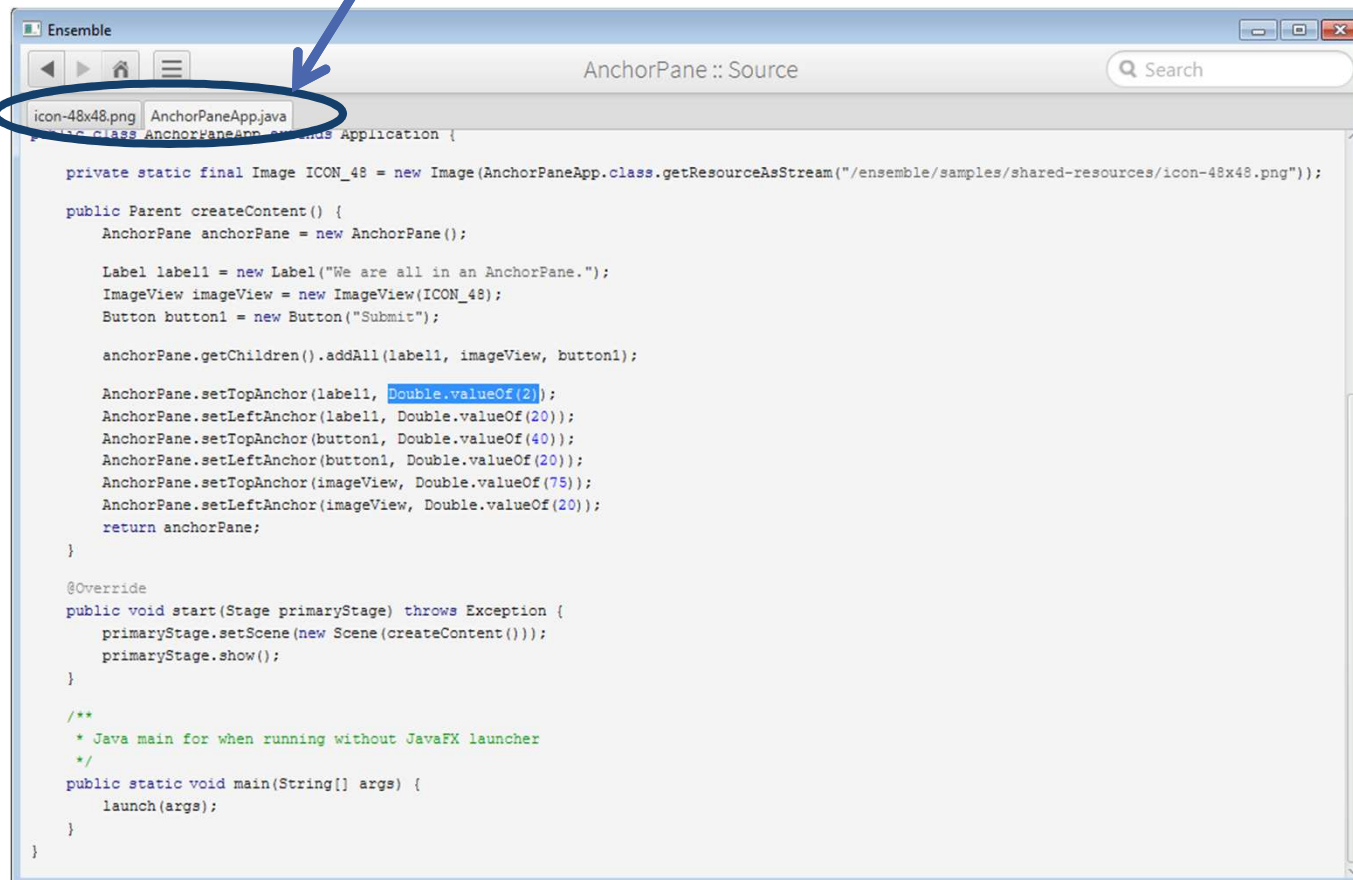 Ensemble
AnchorPane :: Source
Search
icon-48x48.png AnchorPaneApp.java
public class AnchorPaneApp extends Application {
private static final Image ICON_48 = new Image(AnchorPaneApp.class.getResourceAsStream("/ensemble/samples/shared-resources/icon-48x48.png"));
public Parent createContent() {
AnchorPane anchorPane = new AnchorPane();
Label label1 = new Label("We are all in an AnchorPane.");
ImageView imageView = new ImageView(ICON_48);
Button button1 = new Button("Submit");
anchorPane.getChildren().addAll(label1, imageView, button1);
AnchorPane.setTopAnchor(label1, Double.valueOf(2));
AnchorPane.setLeftAnchor(label1, Double.valueOf(20));
AnchorPane.setTopAnchor(button1, Double.valueOf(40));
AnchorPane.setLeftAnchor(button1, Double.valueOf(20));
AnchorPane.setTopAnchor(imageView, Double.valueOf(75));
AnchorPane.setLeftAnchor(imageView, Double.valueOf(20));
return anchorPane;
}
@Override
public void start(Stage primaryStage) throws Exception {
primaryStage.setScene(new Scene(createContent()));
primaryStage.show();
}
/**
* Java main for when running without JavaFX launcher
*/
public static void main(String[] args) {
launch(args);
}
}